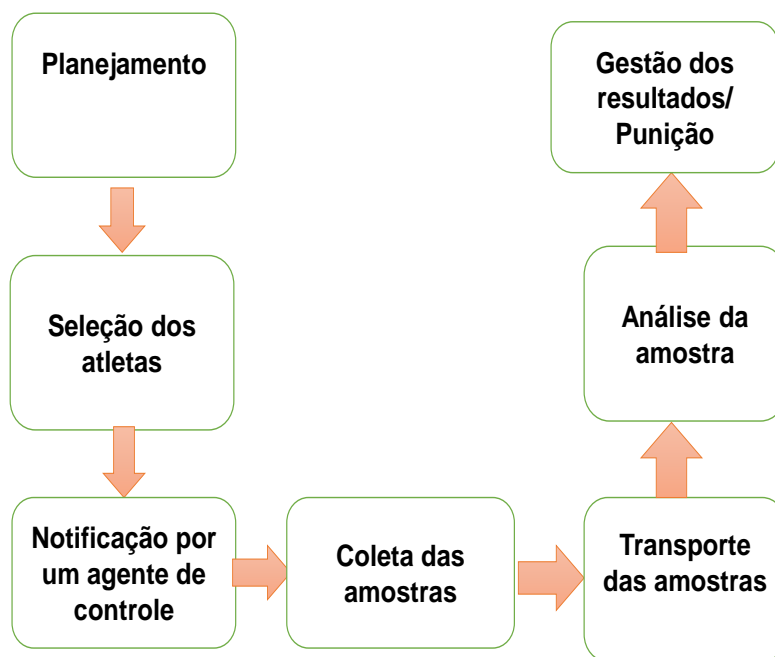 Planejamento
Seleção dos
atletas
Notificação por
um agente de
controle
Coleta das
amostras
Transporte
das amostras
Análise da
amostra
Gestão dos
resultados/
Punição